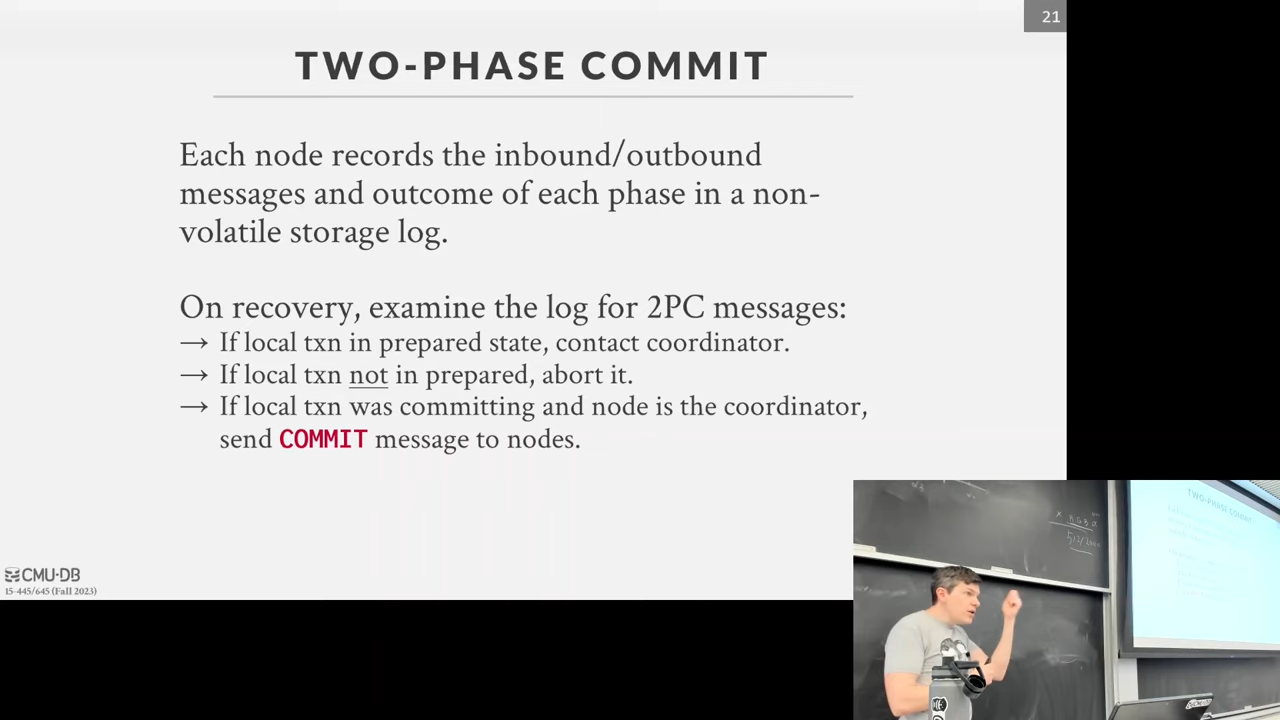 21
TWO-PHASE COMMIT
Each node records the inbound/outbound
messages and outcome of each phase in a non-
volatile storage log.
On recovery, examine the log for 2PC messages:
→ If local txn in prepared state, contact coordinator.
→ If local txn not in prepared, abort it.
→ If local txn was committing and node is the coordinator,
send COMMIT message to nodes.
CMU·DB
15-445/645 (Fall 2023)
TWO-PHASE COMMIT